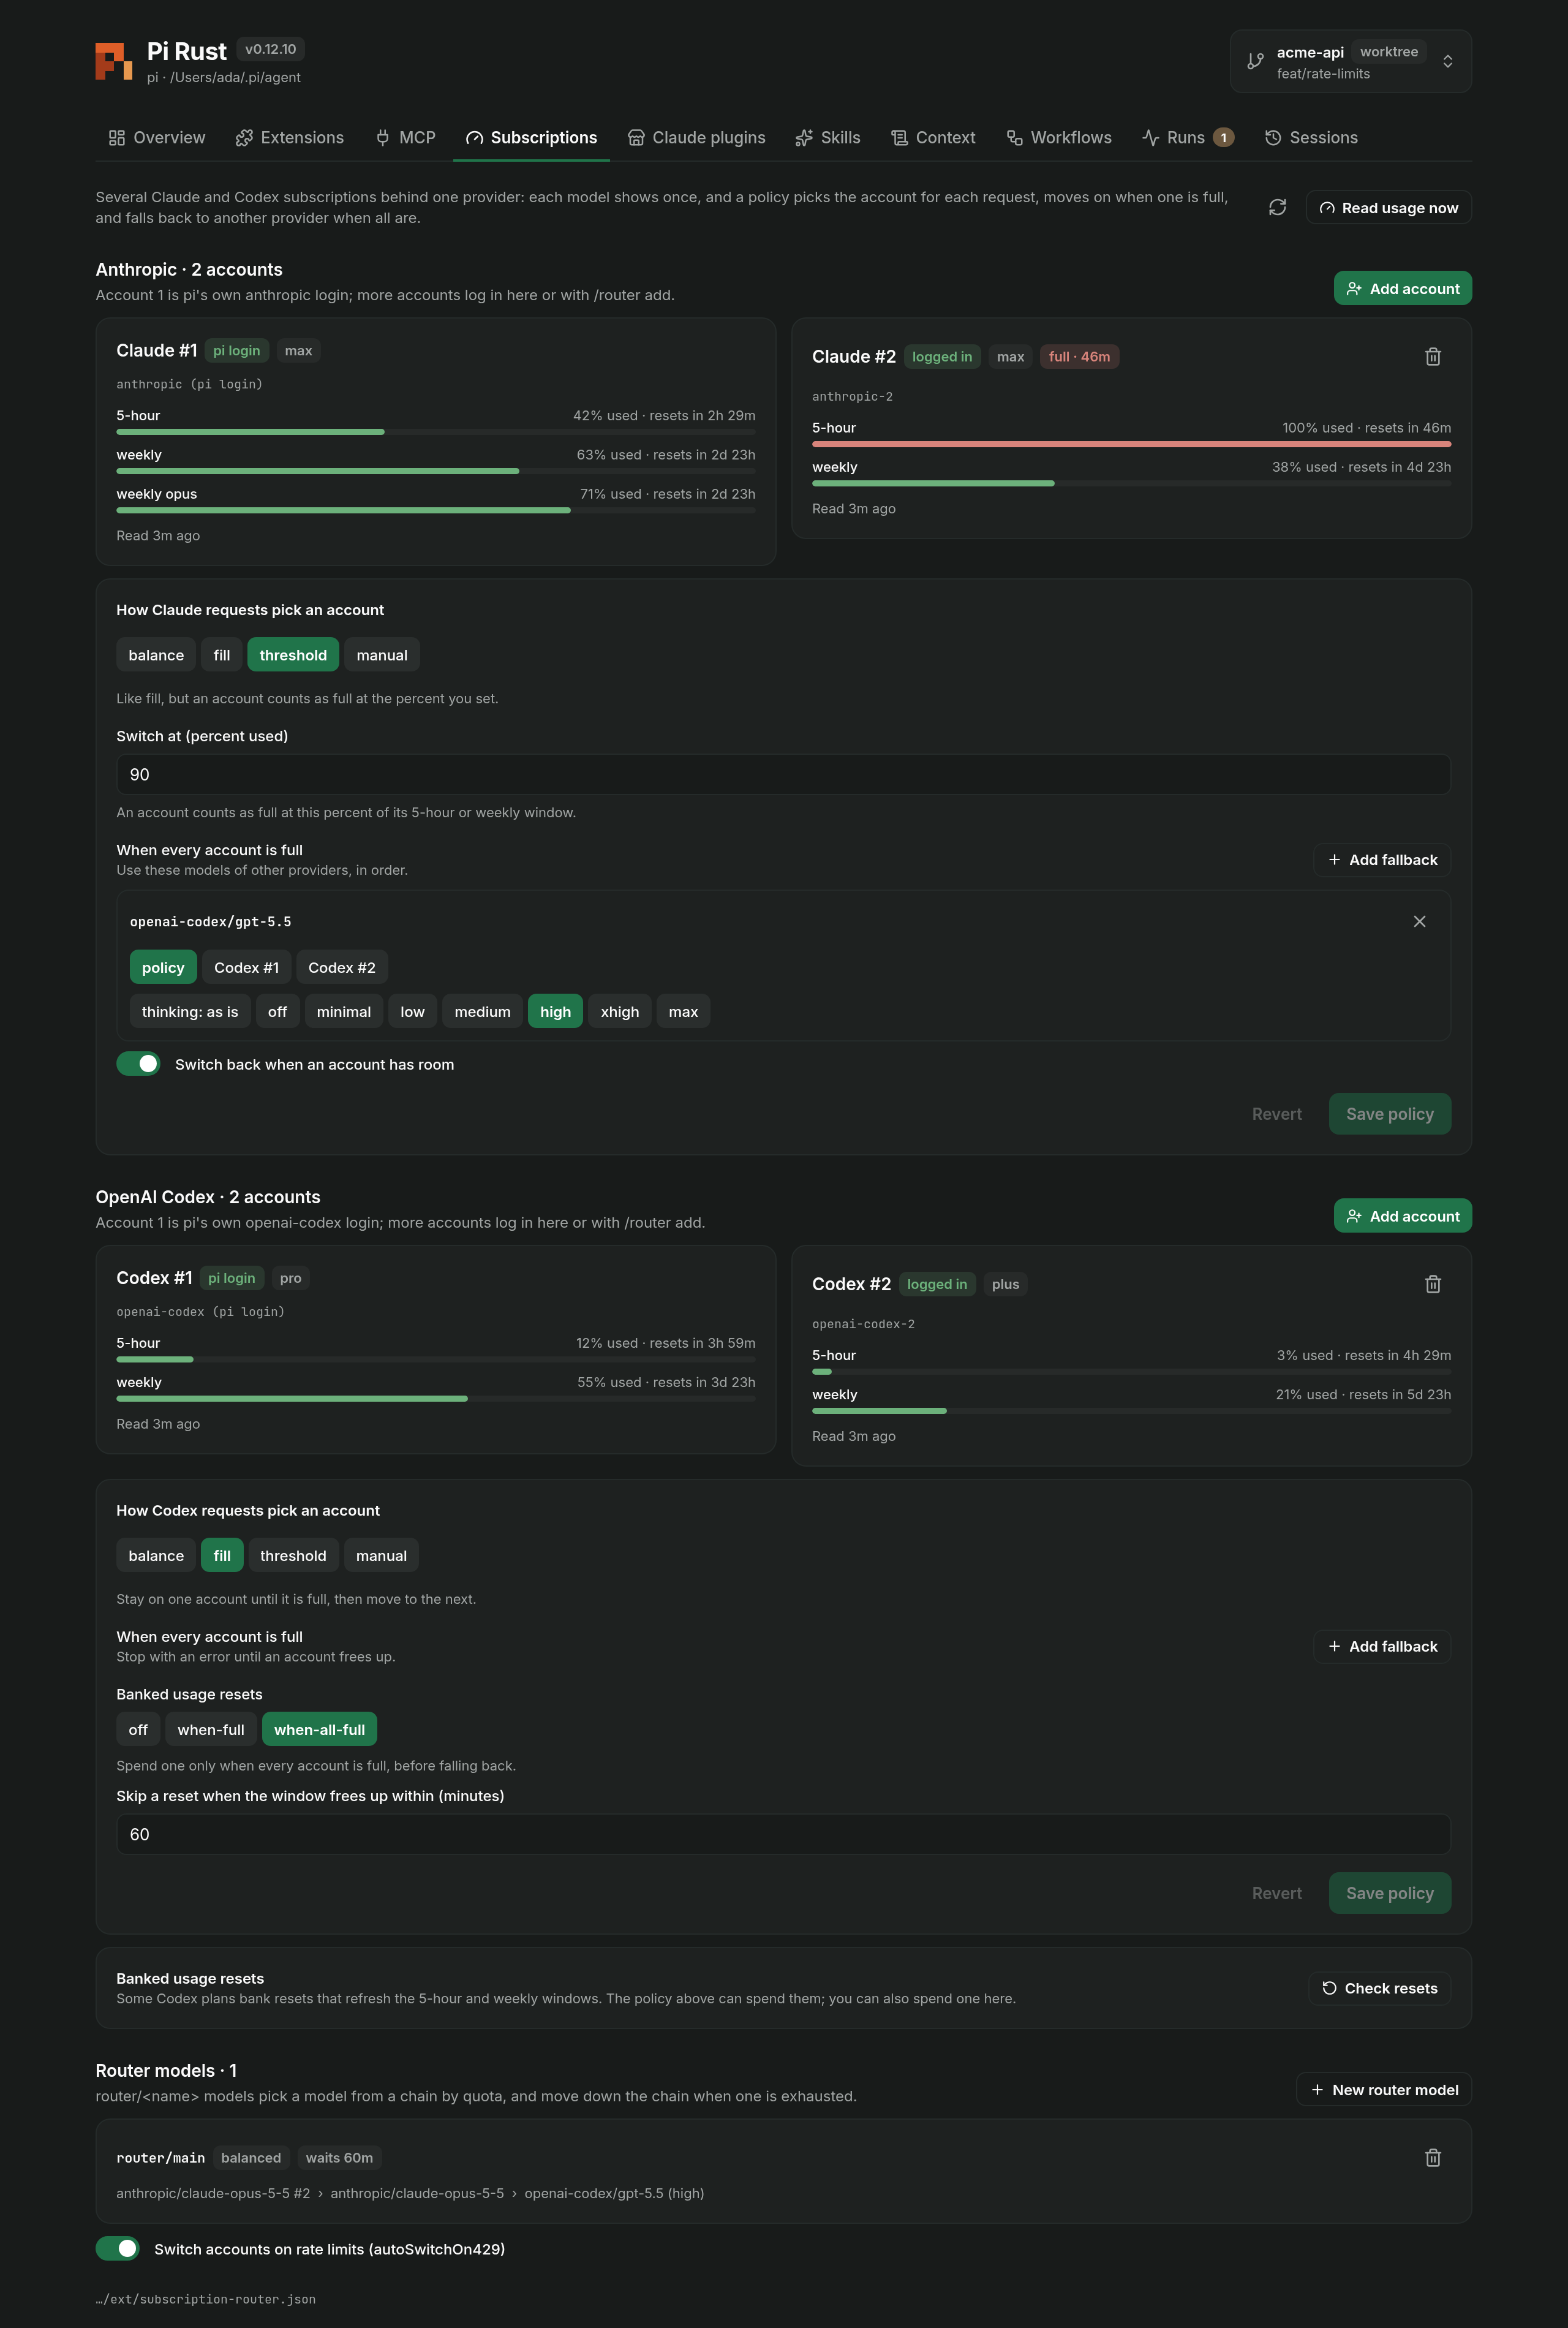 Pi Rust v0.12.10
pi · /Users/ada/.pi/agent
acme-api worktree
feat/rate-limits
Overview Extensions MCP Subscriptions Claude plugins Skills Context Workflows Runs 1 Sessions
Several Claude and Codex subscriptions behind one provider: each model shows once, and a policy picks the account for each request, moves on when one is full,
and falls back to another provider when all are.
Read usage now
Anthropic · 2 accounts
Account 1 is pi's own anthropic login; more accounts log in here or with /router add.
Add account
Claude #1 pi login max
anthropic (pi login)
5-hour 42% used · resets in 2h 29m
weekly 63% used · resets in 2d 23h
weekly opus 71% used · resets in 2d 23h
Read 3m ago
Claude #2 logged in max full · 46m
anthropic-2
5-hour 100% used · resets in 46m
weekly 38% used · resets in 4d 23h
Read 3m ago
How Claude requests pick an account
balance fill threshold manual
Like fill, but an account counts as full at the percent you set.
Switch at (percent used)
90
An account counts as full at this percent of its 5-hour or weekly window.
When every account is full
Use these models of other providers, in order.
Add fallback
openai-codex/gpt-5.5
policy Codex #1 Codex #2
thinking: as is off minimal low medium high xhigh max
Switch back when an account has room
Revert Save policy
OpenAI Codex · 2 accounts
Account 1 is pi's own openai-codex login; more accounts log in here or with /router add.
Add account
Codex #1 pi login pro
openai-codex (pi login)
5-hour 12% used · resets in 3h 59m
weekly 55% used · resets in 3d 23h
Read 3m ago
Codex #2 logged in plus
openai-codex-2
5-hour 3% used · resets in 4h 29m
weekly 21% used · resets in 5d 23h
Read 3m ago
How Codex requests pick an account
balance fill threshold manual
Stay on one account until it is full, then move to the next.
When every account is full
Stop with an error until an account frees up.
Add fallback
Banked usage resets
off when-full when-all-full
Spend one only when every account is full, before falling back.
Skip a reset when the window frees up within (minutes)
60
Revert Save policy
Banked usage resets
Some Codex plans bank resets that refresh the 5-hour and weekly windows. The policy above can spend them; you can also spend one here.
Check resets
Router models · 1
router/<name> models pick a model from a chain by quota, and move down the chain when one is exhausted.
New router model
router/main balanced waits 60m
anthropic/claude-opus-5-5 #2 › anthropic/claude-opus-5-5 › openai-codex/gpt-5.5 (high)
Switch accounts on rate limits (autoSwitchOn429)
…/ext/subscription-router.json